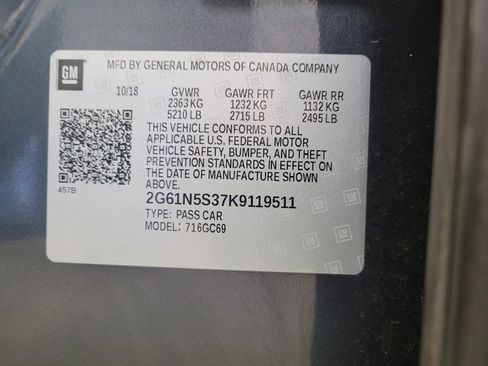 GM
MFD BY GENERAL MOTORS OF CANADA COMPANY
10/18 GVWR GAWR FRT GAWR RR
2363 KG 1232 KG 1132 KG
5210 LB 2715 LB 2495 LB
THIS VEHICLE CONFORMS TO ALL
APPLICABLE U.S. FEDERAL MOTOR
VEHICLE SAFETY, BUMPER, AND THEFT
PREVENTION STANDARDS IN EFFECT ON
THE DATE OF MANUFACTURE SHOWN
ABOVE.
457B
2G61N5S37K9119511
TYPE: PASS CAR
MODEL: 716GC69